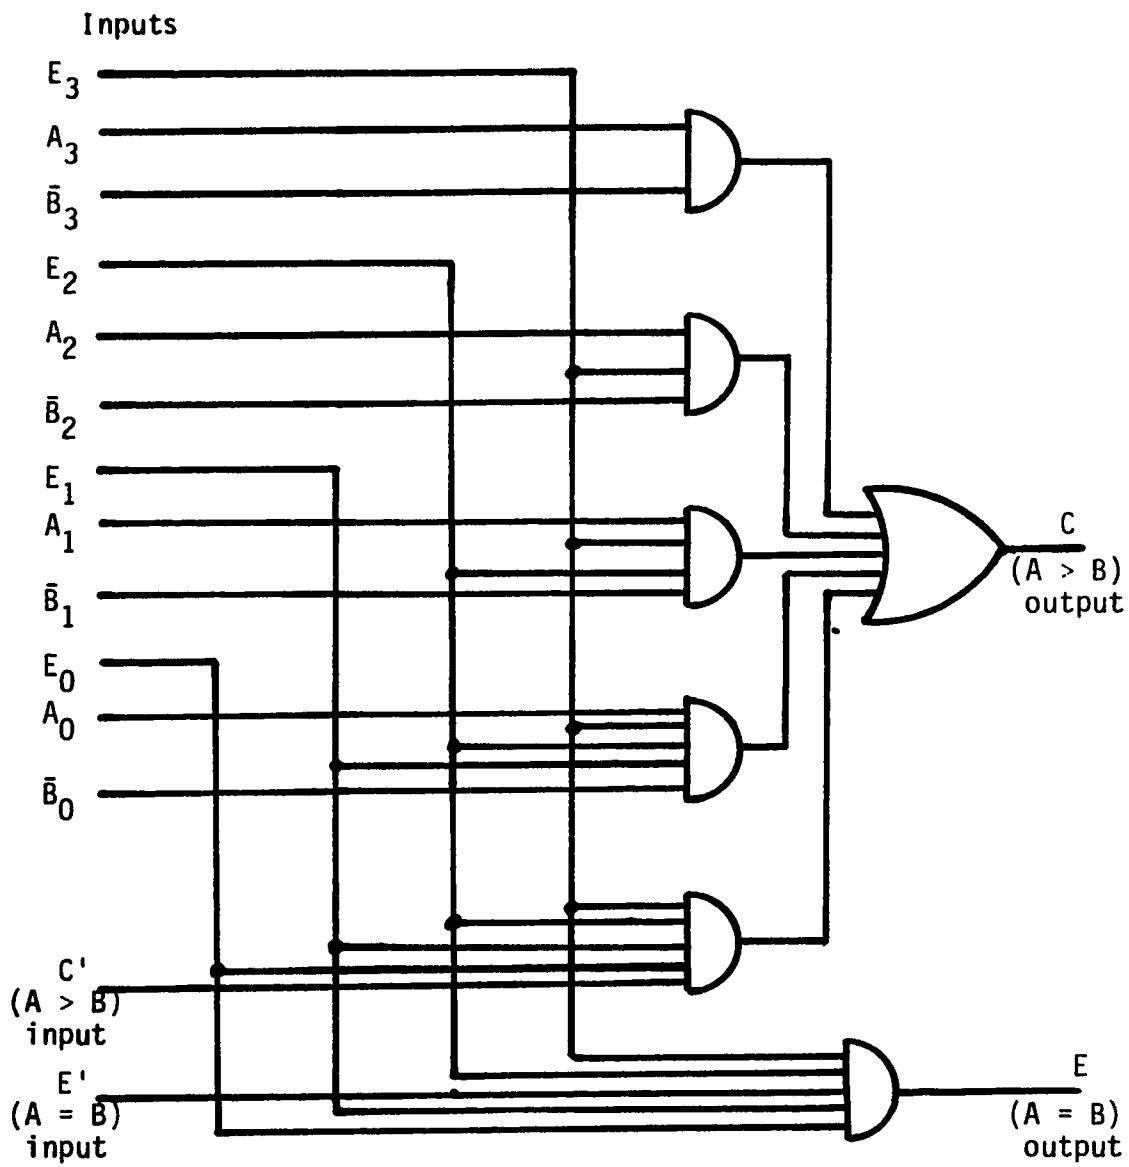 Inputs
E₃
A₃
B̄₃
E₂
A₂
B̄₂
E₁
A₁
B̄₁
E₀
A₀
B̄₀
C'
(A > B)
input
E'
(A = B)
input
C
(A > B)
output
E
(A = B)
output